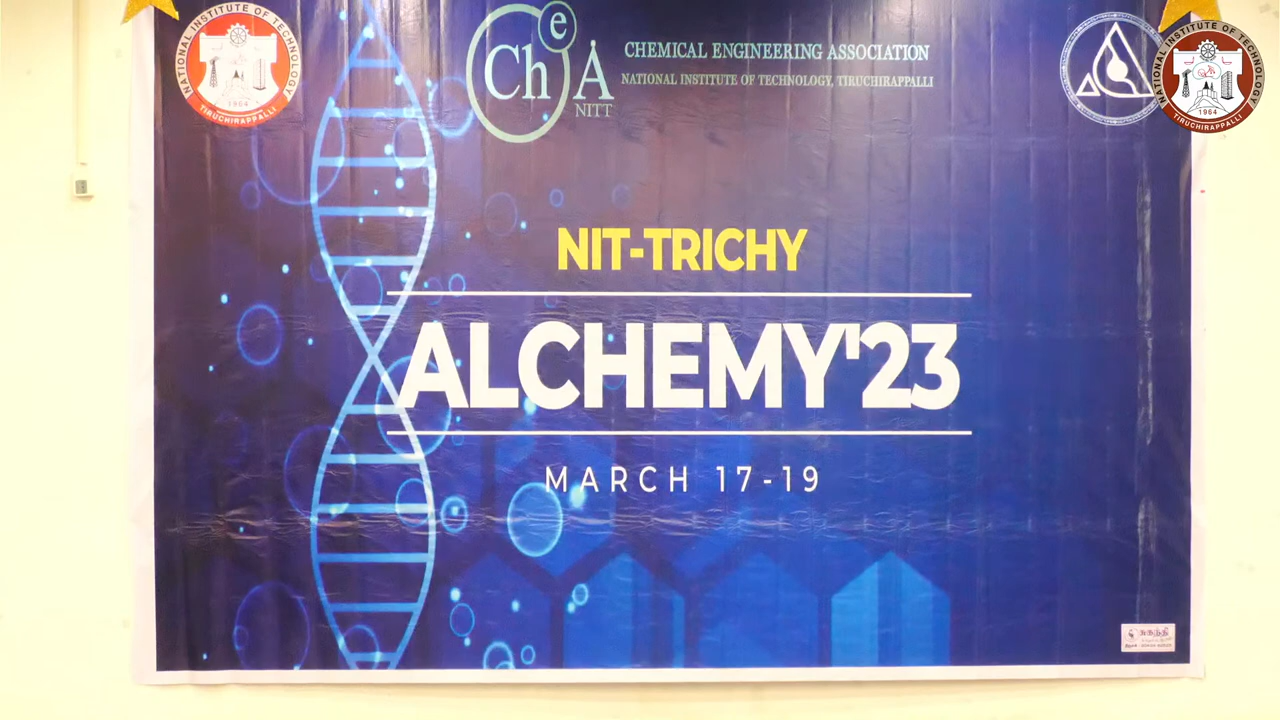 NATIONAL INSTITUTE OF TECHNOLOGY
1964
TIRUCHIRAPPALLI
Ch e A
NITT
CHEMICAL ENGINEERING ASSOCIATION
NATIONAL INSTITUTE OF TECHNOLOGY, TIRUCHIRAPPALLI
NATIONAL INSTITUTE OF TECHNOLOGY
1964
TIRUCHIRAPPALLI
NIT-TRICHY
ALCHEMY'23
MARCH 17-19